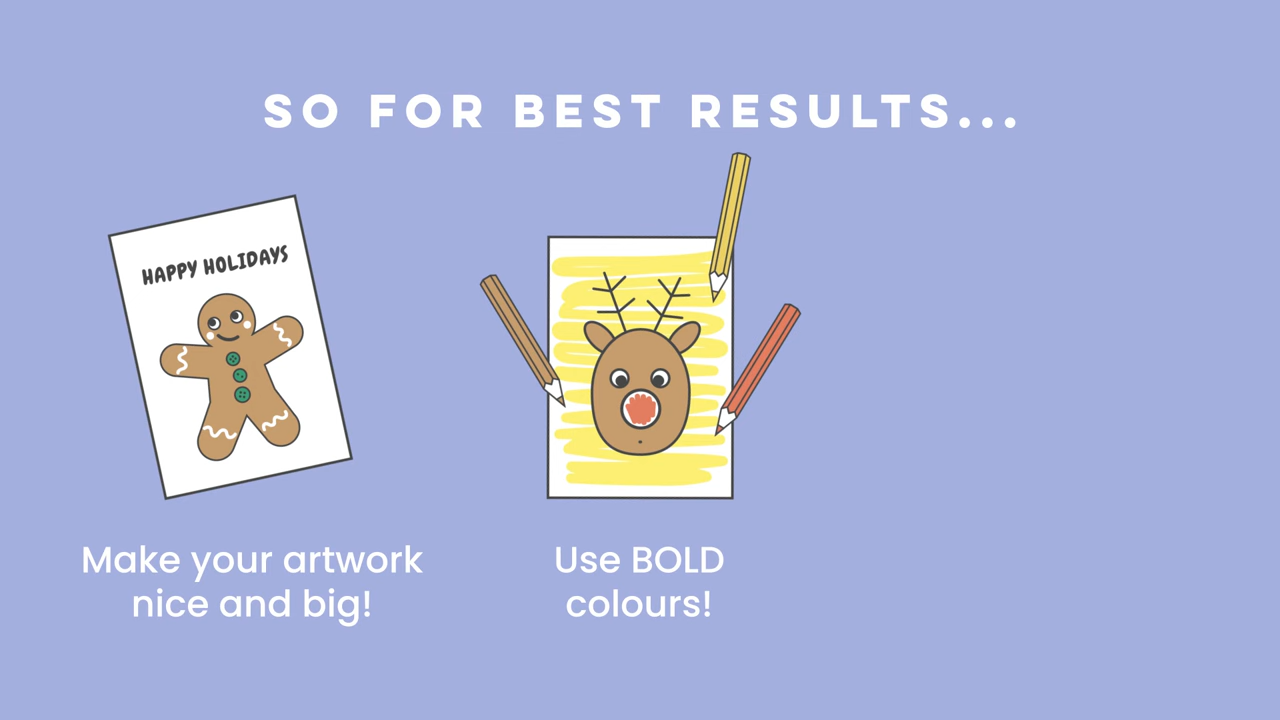 SO FOR BEST RESULTS...
HAPPY HOLIDAYS
Make your artwork
nice and big!
Use BOLD
colours!